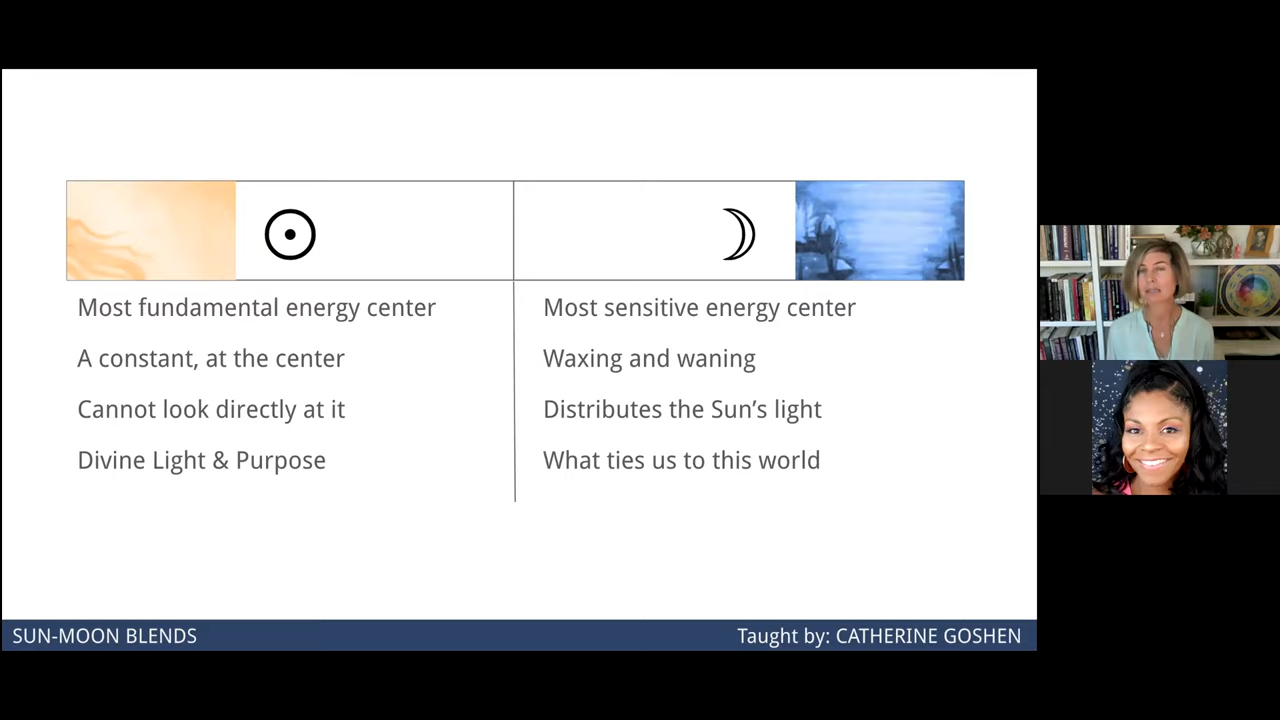 Most fundamental energy center
A constant, at the center
Cannot look directly at it
Divine Light & Purpose
Most sensitive energy center
Waxing and waning
Distributes the Sun’s light
What ties us to this world
SUN-MOON BLENDS
Taught by: CATHERINE GOSHEN